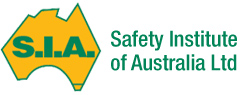 S.I.A.
Safety Institute
of Australia Ltd